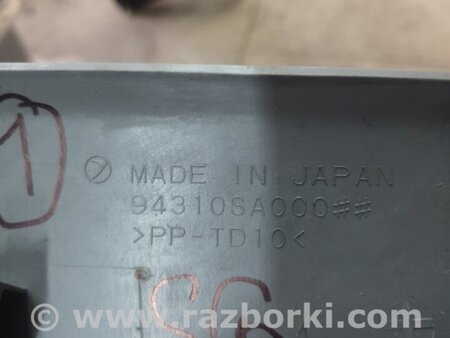 1
MADE IN JAPAN
94310SA000##
>PP-TD10<
S6
© www.razborki.com